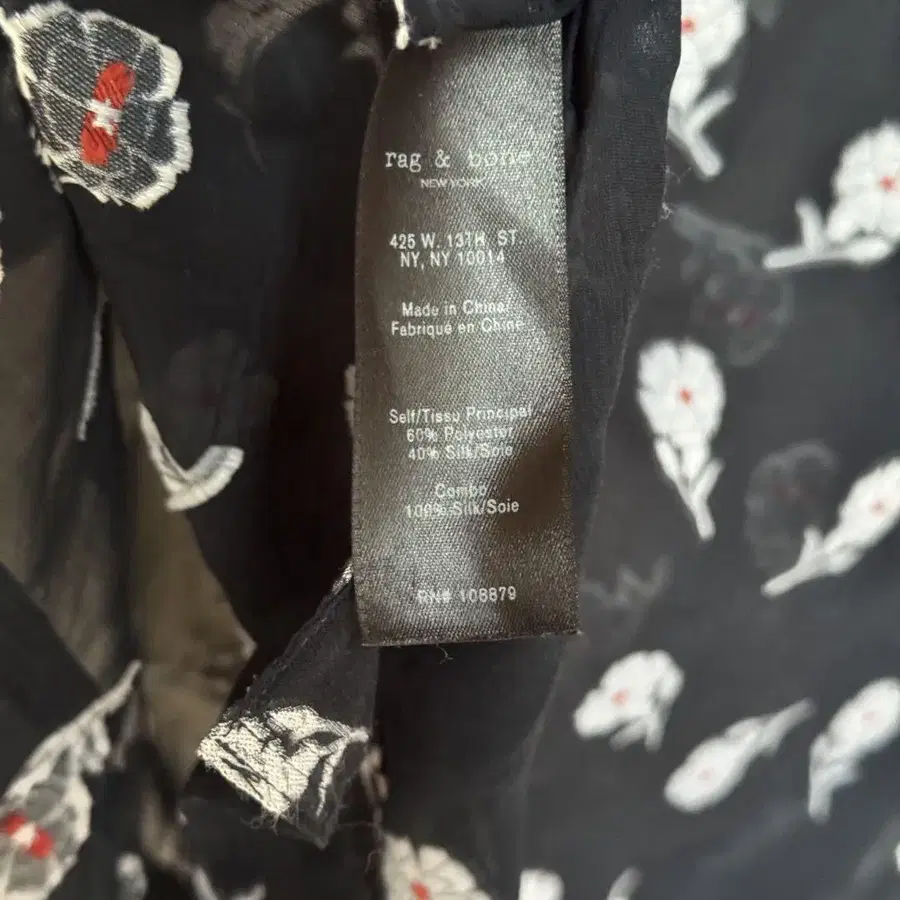 rag & bone
NEW YORK
425 W. 13TH ST.
NY, NY 10014
Made in China
Fabriqué en Chine
Self/Tissu Principal
60% Polyester
40% Silk/Soie
Combo
100% Silk/Soie
RN# 108879